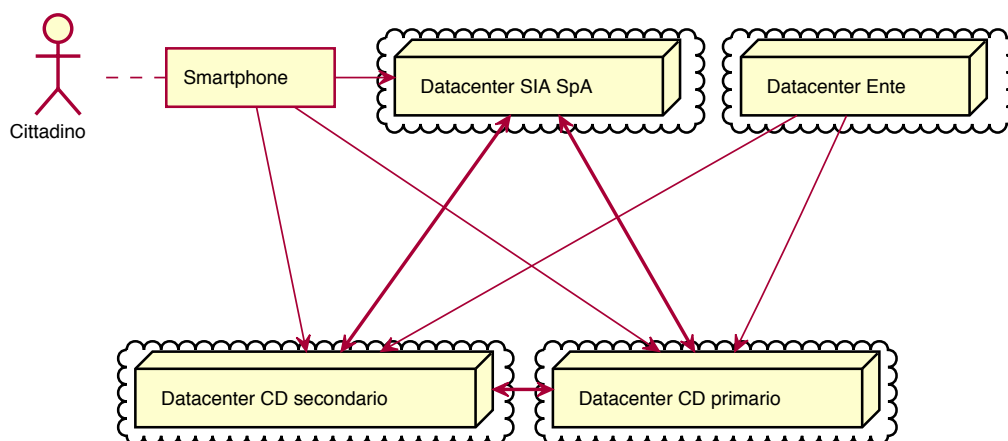 Smartphone
Datacenter SIA SpA
Datacenter Ente
Cittadino
Datacenter CD secondario
Datacenter CD primario